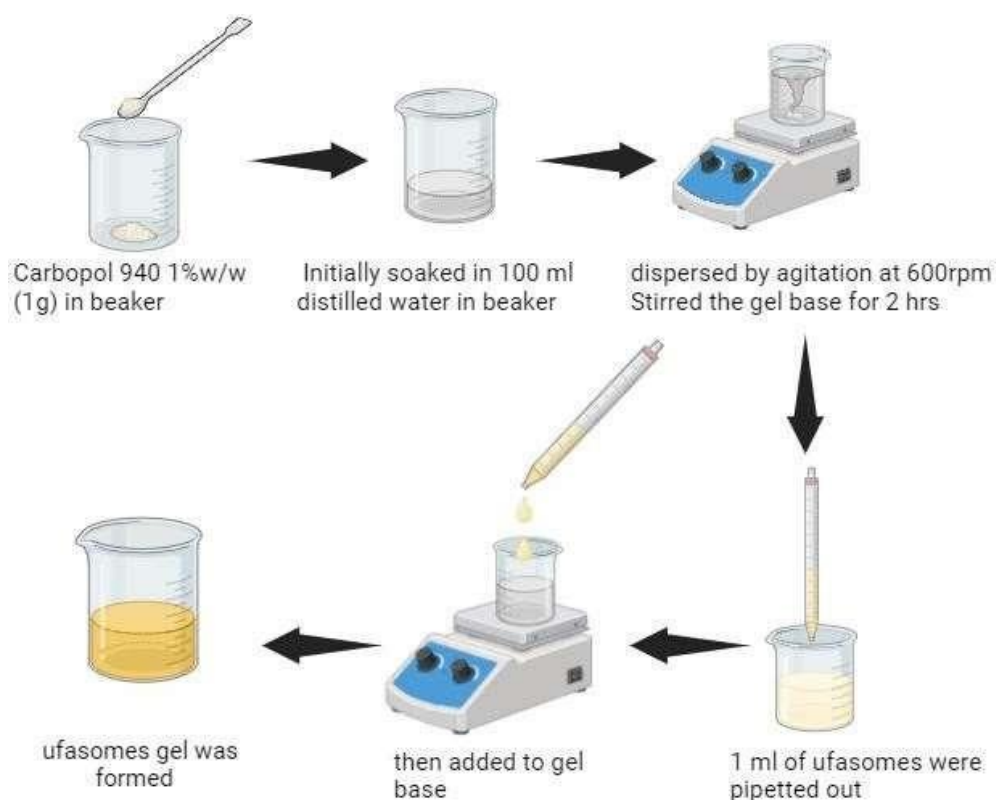 Carbopol 940 1%w/w
(1g) in beaker
Initially soaked in 100 ml
distilled water in beaker
dispersed by agitation at 600rpm
Stirred the gel base for 2 hrs
1 ml of ufasomes were
pipetted out
then added to gel
base
ufasomes gel was
formed